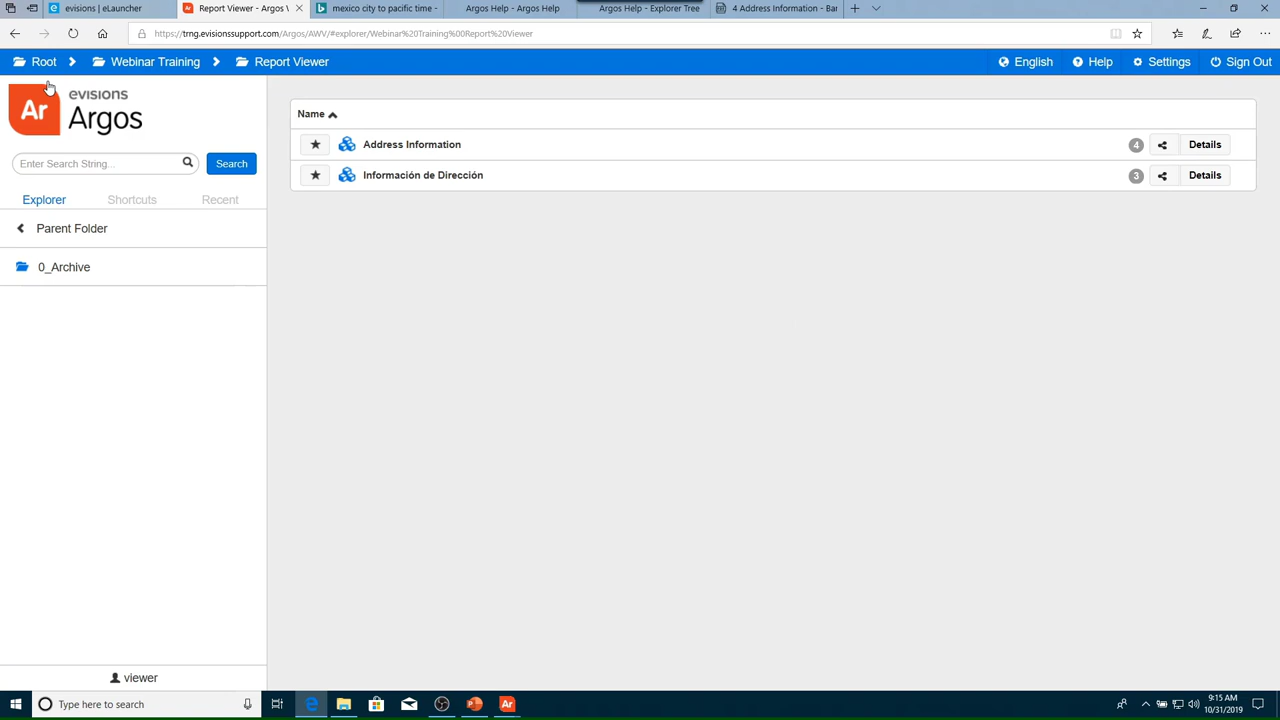 evisions | eLauncher
Report Viewer - Argos V
mexico city to pacific time -
Argos Help - Argos Help
Argos Help - Explorer Tree
4 Address Information - Bar
https://trng.evisionssupport.com/Argos/AWV/#explorer/Webinar%20Training%00Report%20Viewer
Root
Webinar Training
Report Viewer
English
Help
Settings
Sign Out
Ar
evisions
Argos
Enter Search String...
Search
Explorer
Shortcuts
Recent
Parent Folder
0_Archive
Name
Address Information
4
Details
Información de Dirección
3
Details
viewer
Type here to search
Ar
9:15 AM
10/31/2019